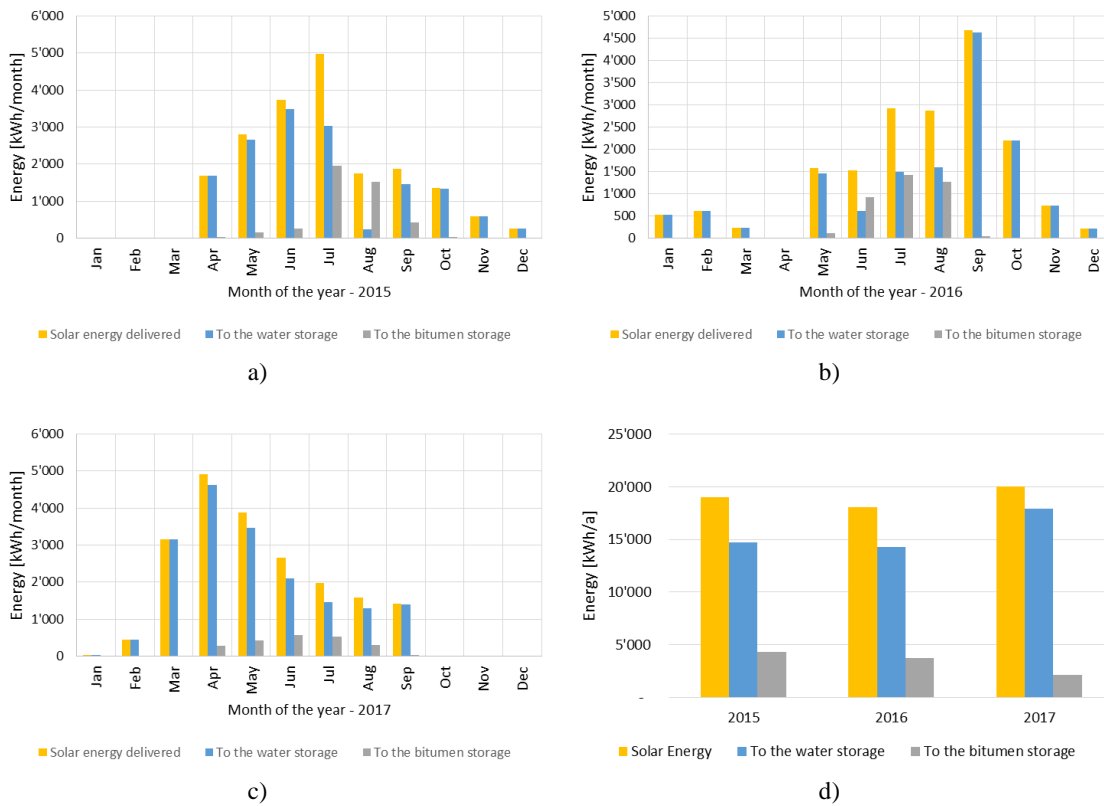 6'000
5'000
4'000
3'000
2'000
1'000
0
Energy [kWh/month]
Jan Feb Mar Apr May Jun Jul Aug Sep Oct Nov Dec
Month of the year - 2015
Solar energy delivered To the water storage To the bitumen storage
a)
5'000
4'500
4'000
3'500
3'000
2'500
2'000
1'500
1'000
500
0
Energy [kWh/month]
Jan Feb Mar Apr May Jun Jul Aug Sep Oct Nov Dec
Month of the year - 2016
Solar energy delivered To the water storage To the bitumen storage
b)
6'000
5'000
4'000
3'000
2'000
1'000
0
Energy [kWh/month]
Jan Feb Mar Apr May Jun Jul Aug Sep Oct Nov Dec
Month of the year - 2017
Solar energy delivered To the water storage To the bitumen storage
c)
25'000
20'000
15'000
10'000
5'000
-
Energy [kWh/a]
2015 2016 2017
Solar Energy To the water storage To the bitumen storage
d)